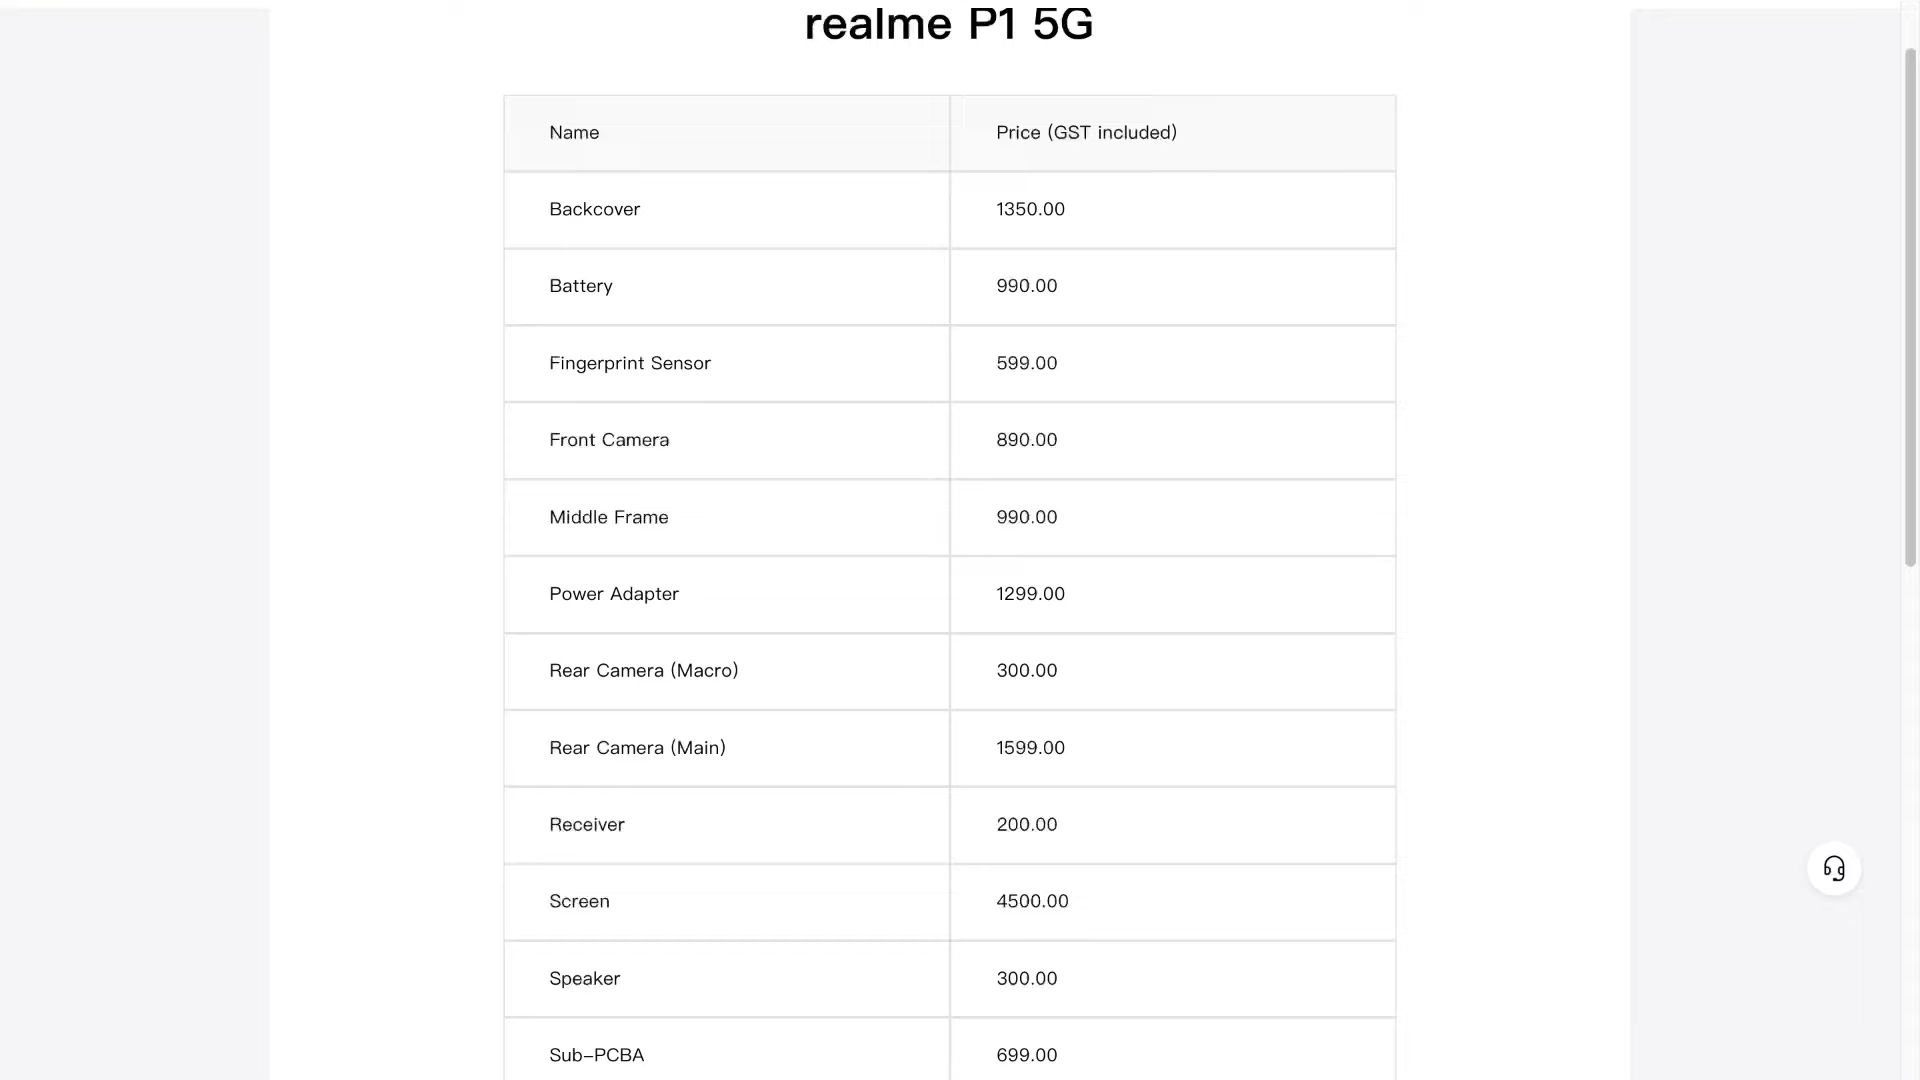 realme P1 5G
Name Price (GST included)
Backcover 1350.00
Battery 990.00
Fingerprint Sensor 599.00
Front Camera 890.00
Middle Frame 990.00
Power Adapter 1299.00
Rear Camera (Macro) 300.00
Rear Camera (Main) 1599.00
Receiver 200.00
Screen 4500.00
Speaker 300.00
Sub-PCBA 699.00